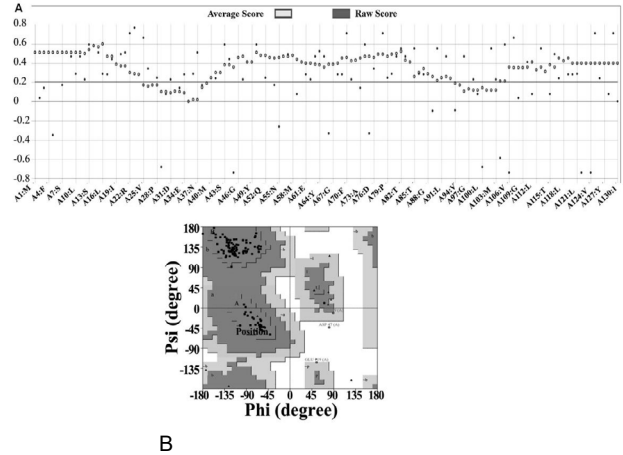 A
Average Score Raw Score
0.8
0.6
0.4
0.2
0
-0.2
-0.4
-0.6
-0.8
A1:M A4:F A7:S A10:L A13:S A16:L A19:I A22:R A25:V A28:P A31:D A34:E A37:N A40:M A43:S A46:G A49:V A52:Q A55:N A58:M A61:E A64:V A67:G A70:F A73:A A76:D A79:P A82:T A85:T A88:G A91:L A94:V A97:G A100:L A103:M A106:V A109:G A112:L A115:T A118:L A121:L A124:V A127:Y A130:I
180
135
90
45
0
-45
-90
-135
Psi (degree)
A
Position
-180 -135 -90 -45 0 45 90 135 180
Phi (degree)
B